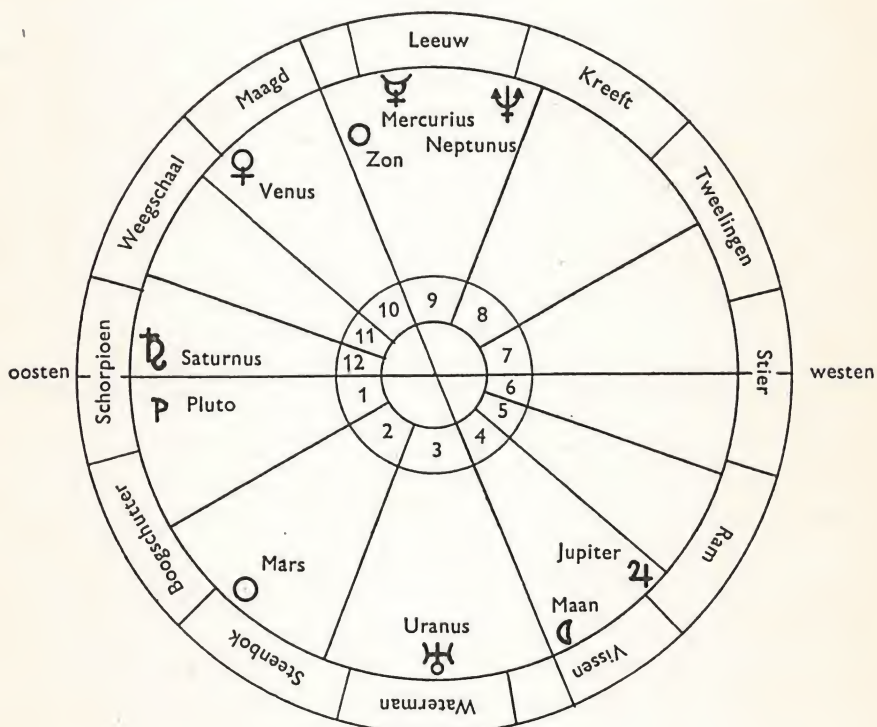 Leeuw
Kreeft
Tweelingen
Stier
Ram
Vissen
Waterman
Steenbok
Boogschutter
Schorpioen
Weegschaal
Maagd
Mercurius
Zon
Neptunus
Venus
Saturnus
Pluto
Mars
Uranus
Maan
Jupiter
oosten
westen
9
8
7
6
5
4
3
2
1
12
11
10